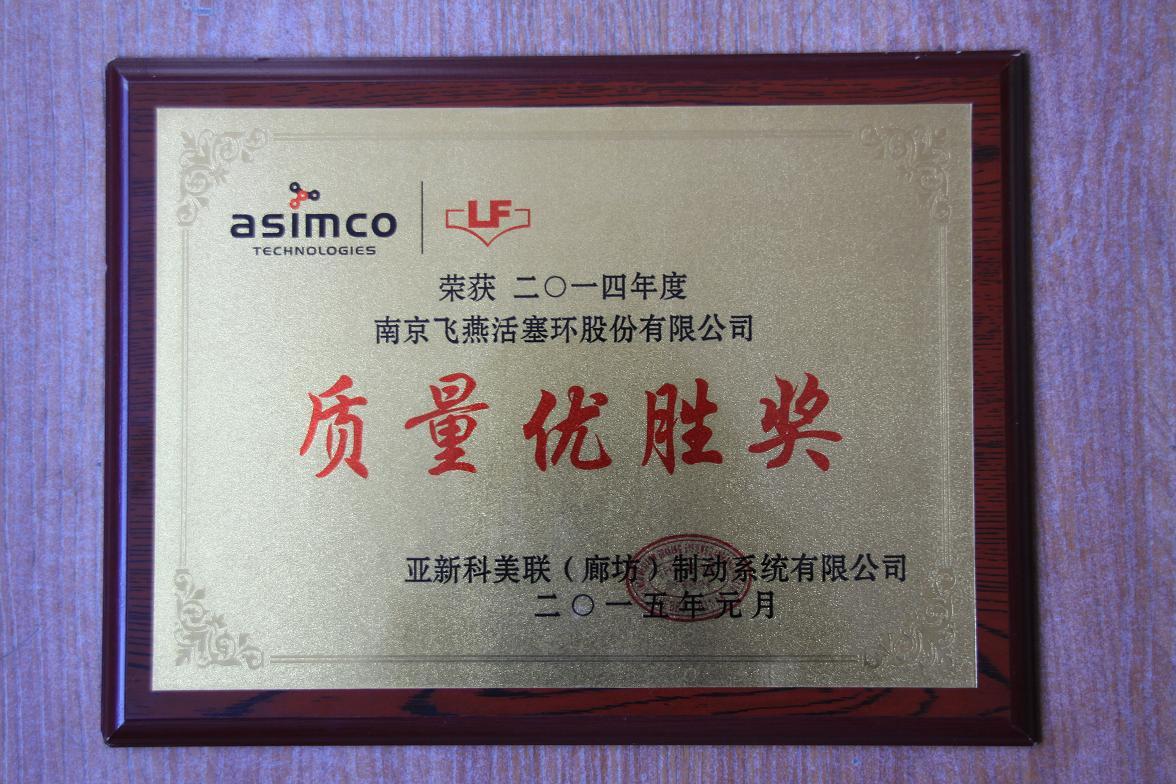 asimco
TECHNOLOGIES
LF
荣获 二〇一四年度
南京飞燕活塞环股份有限公司
质量优胜奖
亚新科美联（廊坊）制动系统有限公司
二〇一五年元月